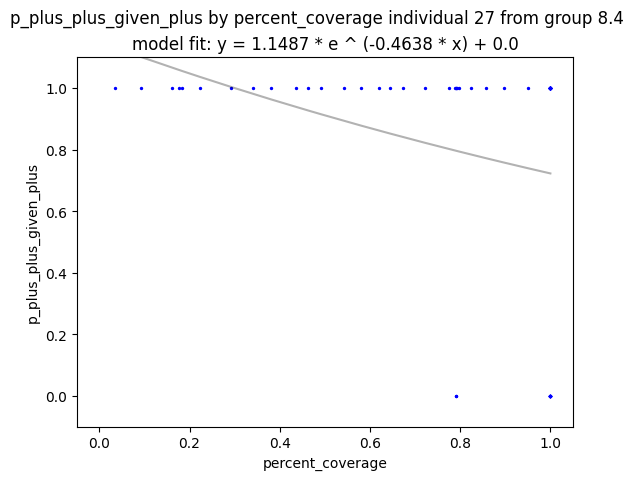 p_plus_plus_given_plus by percent_coverage individual 27 from group 8.4
model fit: y = 1.1487 * e ^ (-0.4638 * x) + 0.0
1.0
0.8
0.6
0.4
0.2
0.0
p_plus_plus_given_plus
0.0 0.2 0.4 0.6 0.8 1.0
percent_coverage